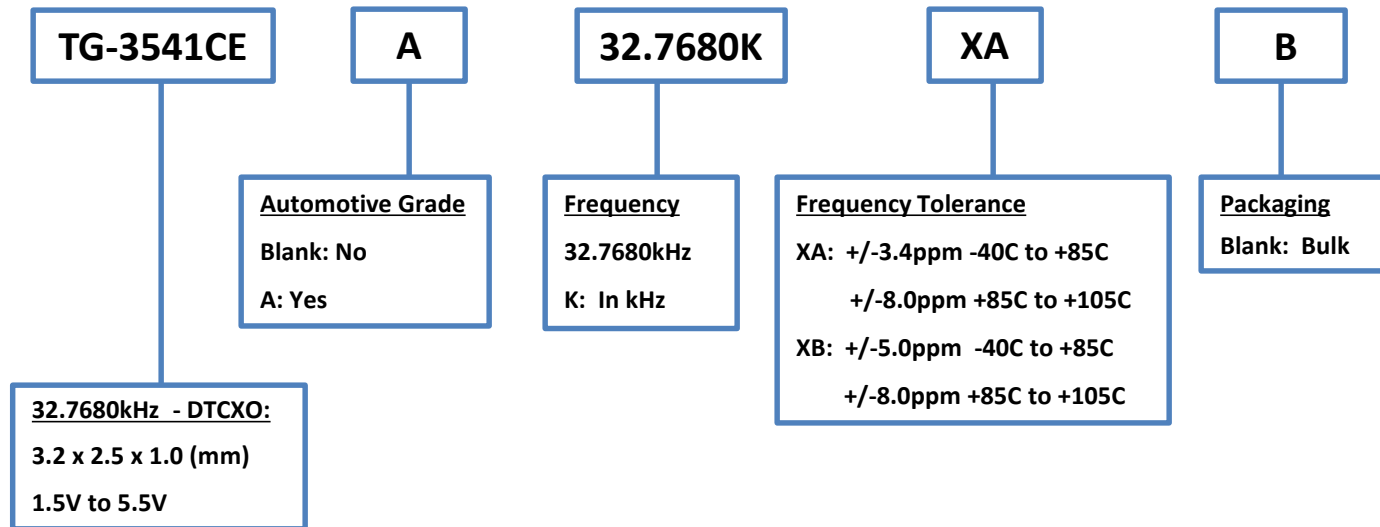 TG-3541CE
A
32.7680K
XA
B
Automotive Grade
Blank: No
A: Yes
Frequency
32.7680kHz
K: In kHz
Frequency Tolerance
XA: +/-3.4ppm -40C to +85C
+/-8.0ppm +85C to +105C
XB: +/-5.0ppm -40C to +85C
+/-8.0ppm +85C to +105C
Packaging
Blank: Bulk
32.7680kHz - DTCXO:
3.2 x 2.5 x 1.0 (mm)
1.5V to 5.5V